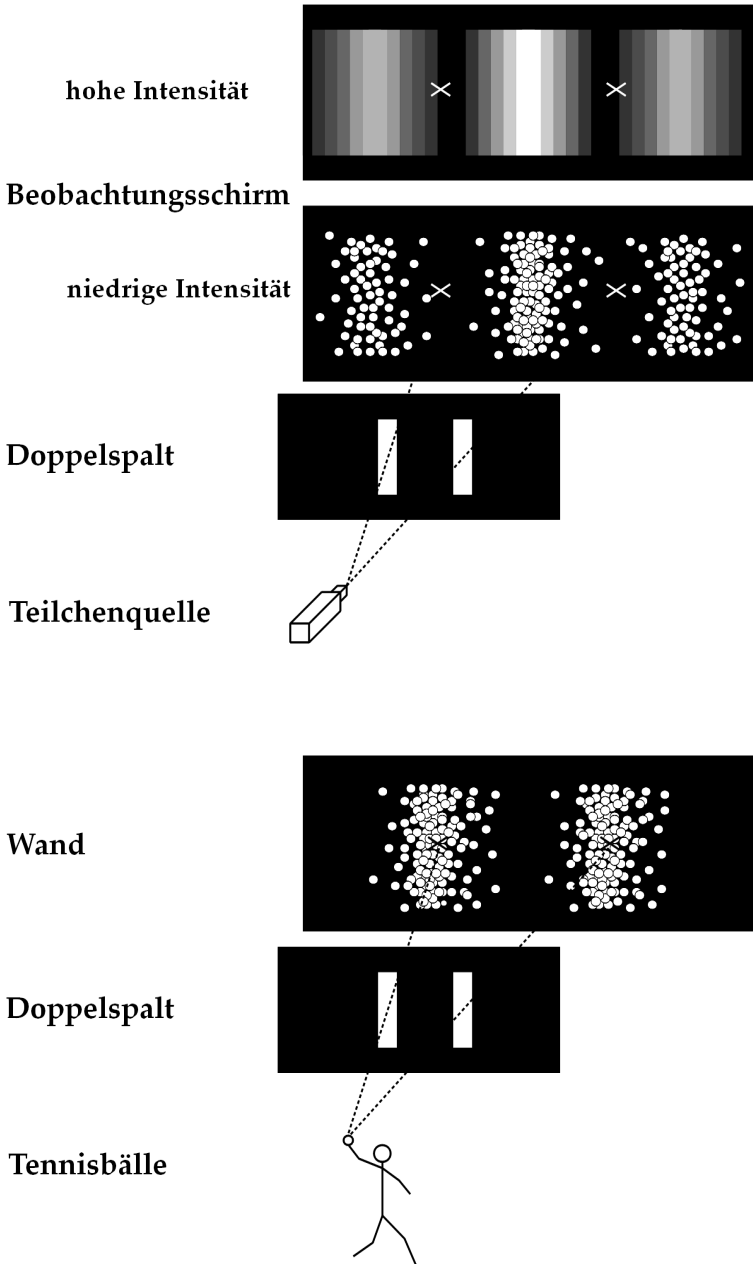 hohe Intensität
Beobachtungsschirm
niedrige Intensität
Doppelspalt
Teilchenquelle
Wand
Doppelspalt
Tennisbälle